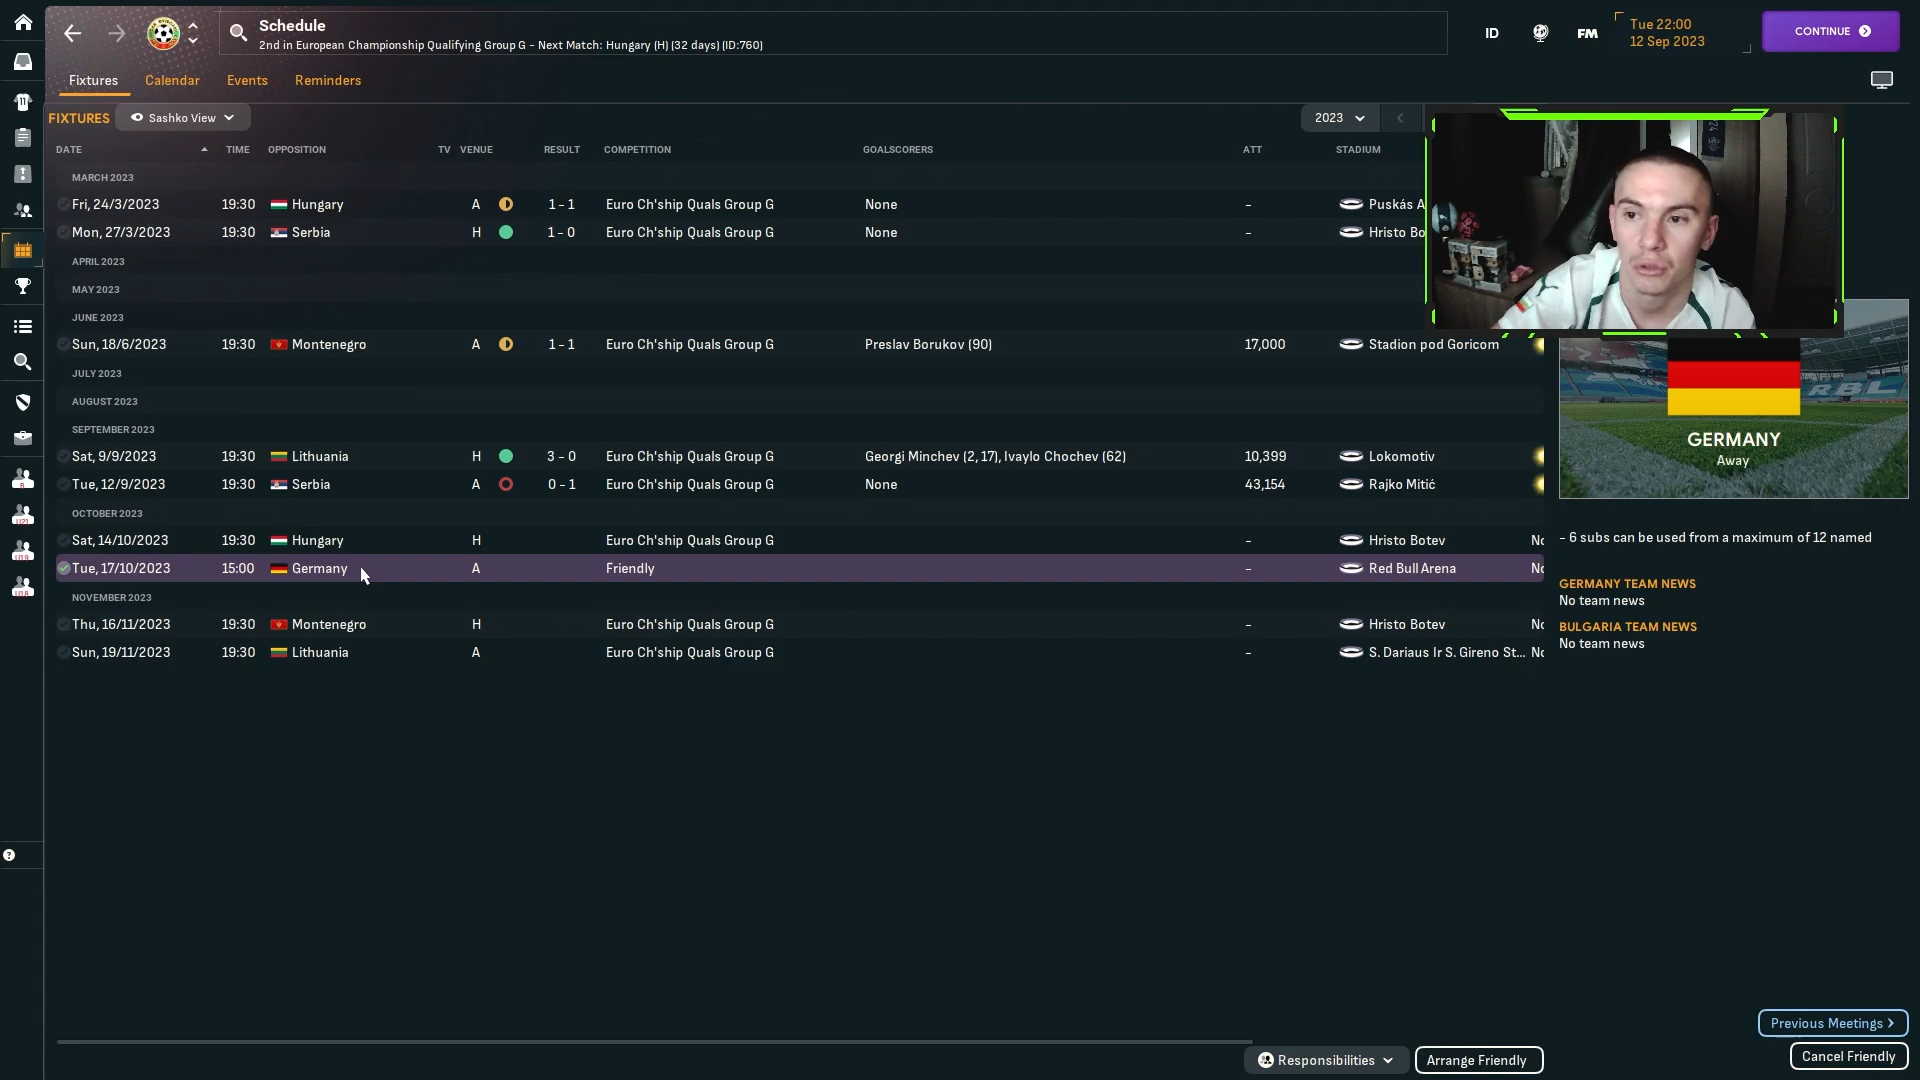 Schedule
2nd in European Championship Qualifying Group G - Next Match: Hungary (H) (32 days) (ID:760)
ID
FM
Tue 22:00
12 Sep 2023
CONTINUE
Fixtures
Calendar
Events
Reminders
FIXTURES
Sashko View
2023
DATE TIME OPPOSITION TV VENUE RESULT COMPETITION GOALSCORERS ATT STADIUM
MARCH 2023
Fri, 24/3/2023 19:30 Hungary A 1 - 1 Euro Ch'ship Quals Group G None - Puskás A
Mon, 27/3/2023 19:30 Serbia H 1 - 0 Euro Ch'ship Quals Group G None - Hristo Bo
APRIL 2023
MAY 2023
JUNE 2023
Sun, 18/6/2023 19:30 Montenegro A 1 - 1 Euro Ch'ship Quals Group G Preslav Borukov (90) 17,000 Stadion pod Goricom
JULY 2023
AUGUST 2023
SEPTEMBER 2023
Sat, 9/9/2023 19:30 Lithuania H 3 - 0 Euro Ch'ship Quals Group G Georgi Minchev (2, 17), Ivaylo Chochev (62) 10,399 Lokomotiv
Tue, 12/9/2023 19:30 Serbia A 0 - 1 Euro Ch'ship Quals Group G None 43,154 Rajko Mitić
OCTOBER 2023
Sat, 14/10/2023 19:30 Hungary H Euro Ch'ship Quals Group G - Hristo Botev No
Tue, 17/10/2023 15:00 Germany A Friendly - Red Bull Arena No
NOVEMBER 2023
Thu, 16/11/2023 19:30 Montenegro H Euro Ch'ship Quals Group G - Hristo Botev No
Sun, 19/11/2023 19:30 Lithuania A Euro Ch'ship Quals Group G - S. Dariaus Ir S. Gireno St... No
RBL
GERMANY
Away
- 6 subs can be used from a maximum of 12 named
GERMANY TEAM NEWS
No team news
BULGARIA TEAM NEWS
No team news
11
U21
U19
U18
?
Previous Meetings >
Responsibilities
Arrange Friendly
Cancel Friendly